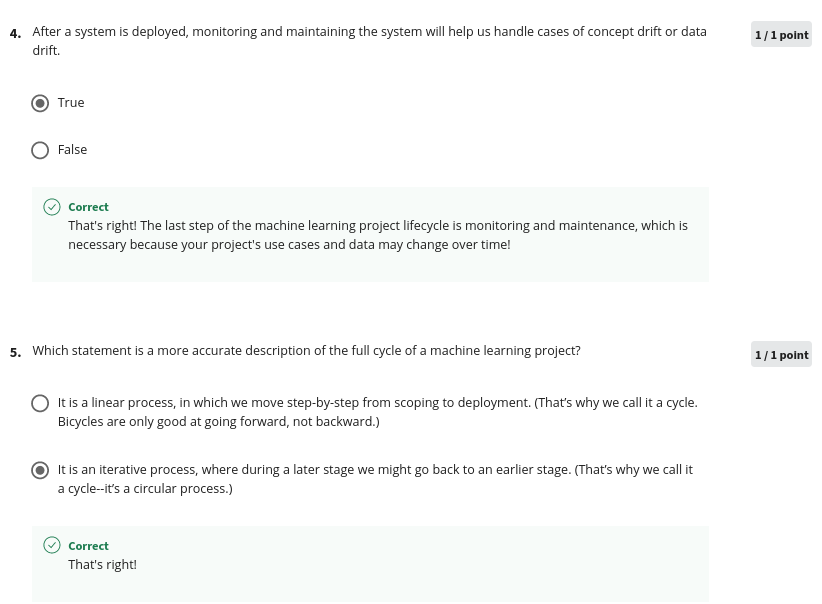 4. After a system is deployed, monitoring and maintaining the system will help us handle cases of concept drift or data
drift.
1 / 1 point
True
False
Correct
That's right! The last step of the machine learning project lifecycle is monitoring and maintenance, which is
necessary because your project's use cases and data may change over time!
5. Which statement is a more accurate description of the full cycle of a machine learning project?
1 / 1 point
It is a linear process, in which we move step-by-step from scoping to deployment. (That’s why we call it a cycle.
Bicycles are only good at going forward, not backward.)
It is an iterative process, where during a later stage we might go back to an earlier stage. (That’s why we call it
a cycle--it’s a circular process.)
Correct
That's right!